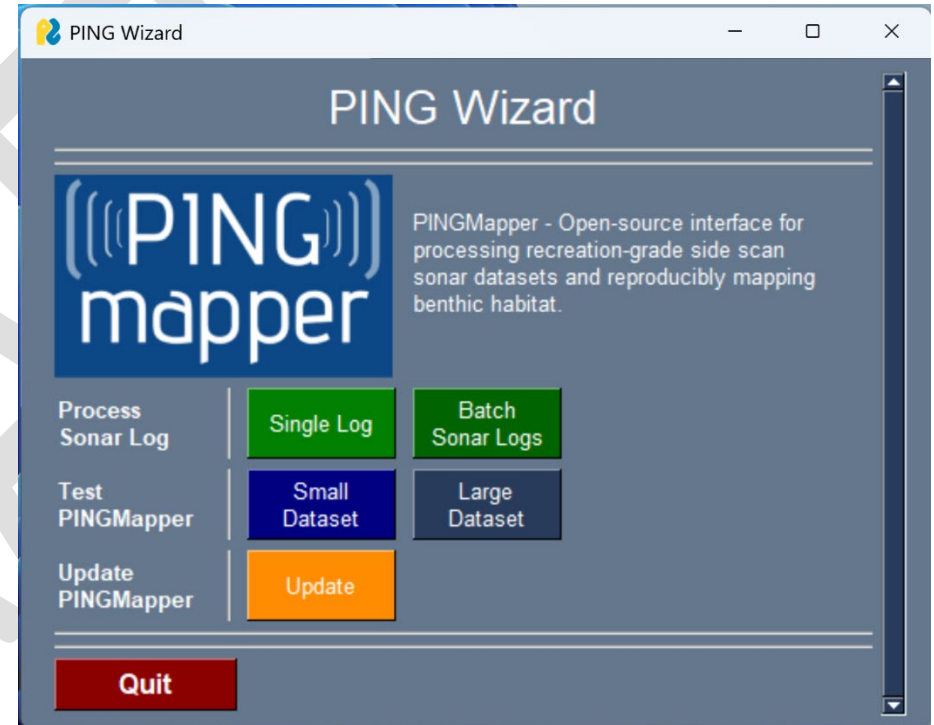 PING Wizard
PING Wizard
(((PING)))
mapper
PINGMapper - Open-source interface for
processing recreation-grade side scan
sonar datasets and reproducibly mapping
benthic habitat.
Process
Sonar Log
Single Log
Batch
Sonar Logs
Test
PINGMapper
Small
Dataset
Large
Dataset
Update
PINGMapper
Update
Quit